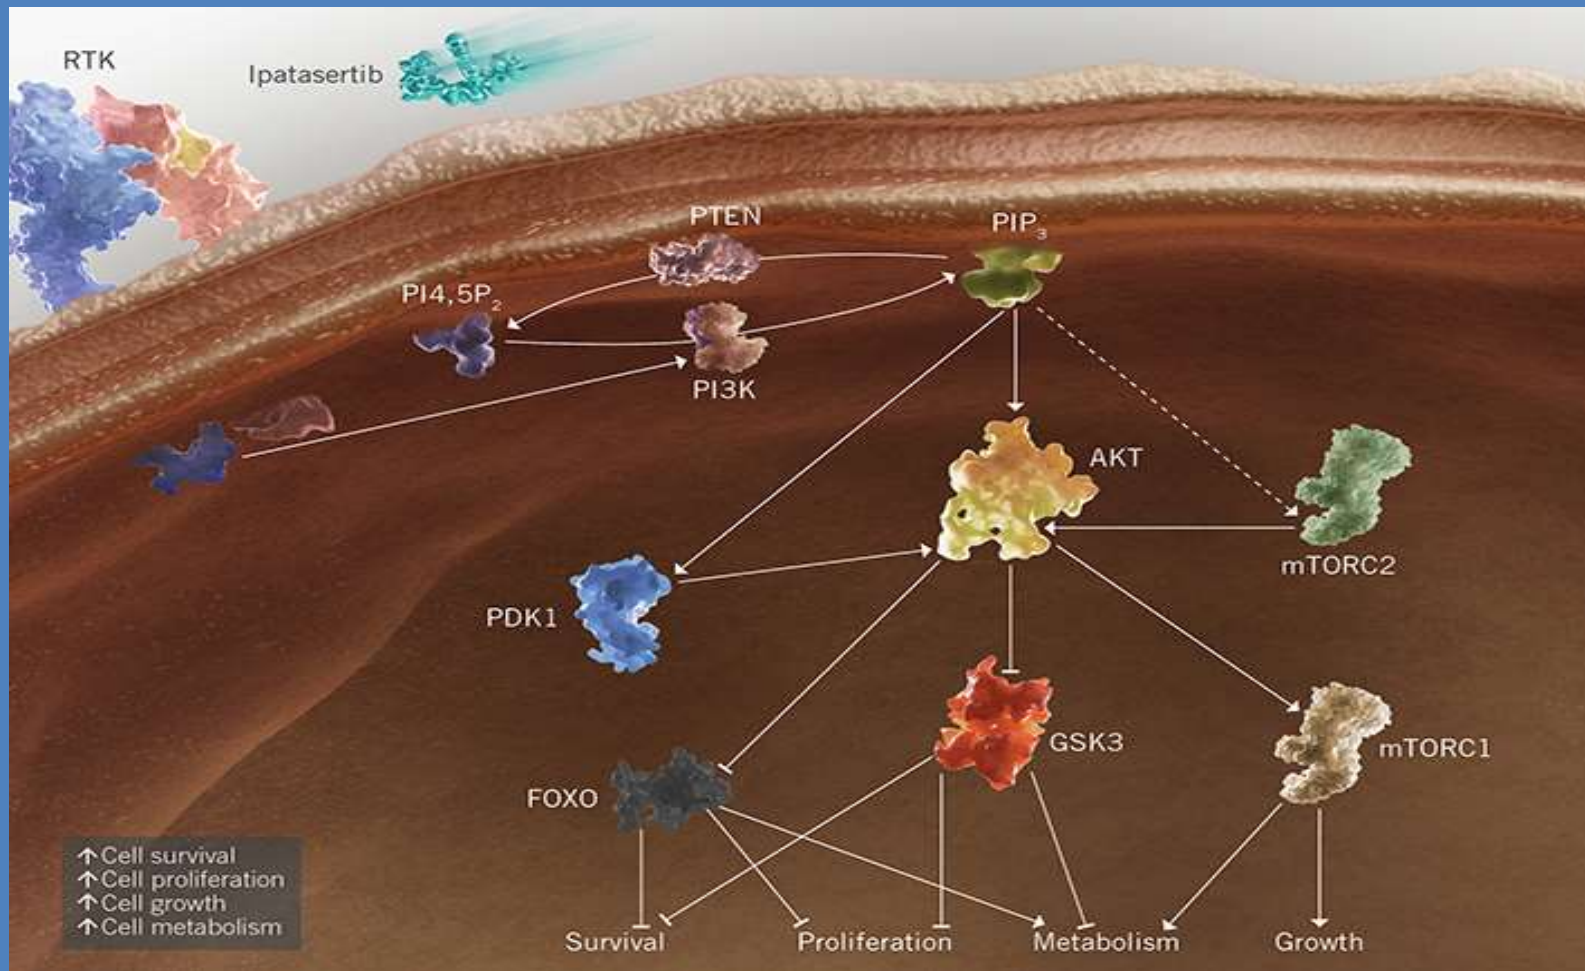 RTK
Ipatasertib
PTEN
PIP3
PI4,5P2
PI3K
AKT
mTORC2
PDK1
GSK3
mTORC1
FOXO
↑Cell survival
↑Cell proliferation
↑Cell growth
↑Cell metabolism
Survival
Proliferation
Metabolism
Growth